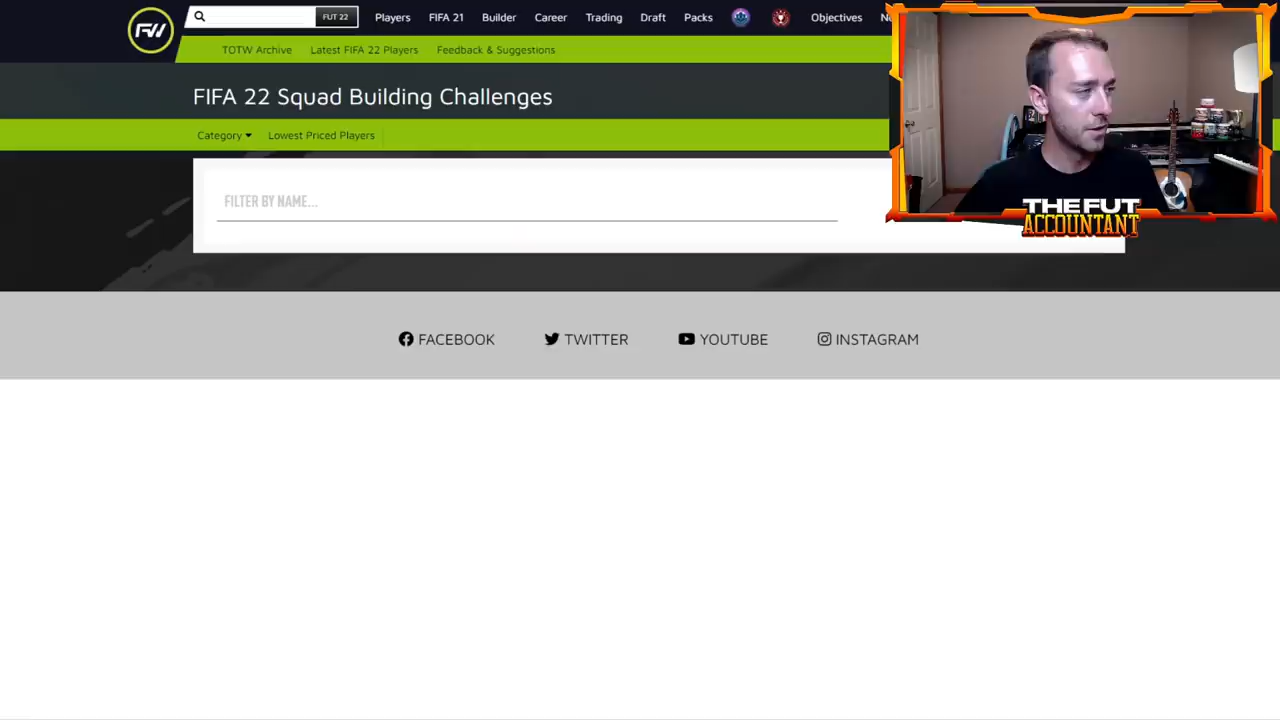 FW
FUT 22
Players
FIFA 21
Builder
Career
Trading
Draft
Packs
Objectives
TOTW Archive
Latest FIFA 22 Players
Feedback & Suggestions
FIFA 22 Squad Building Challenges
Category
Lowest Priced Players
FILTER BY NAME...
THE FUT
ACCOUNTANT
FACEBOOK
TWITTER
YOUTUBE
INSTAGRAM